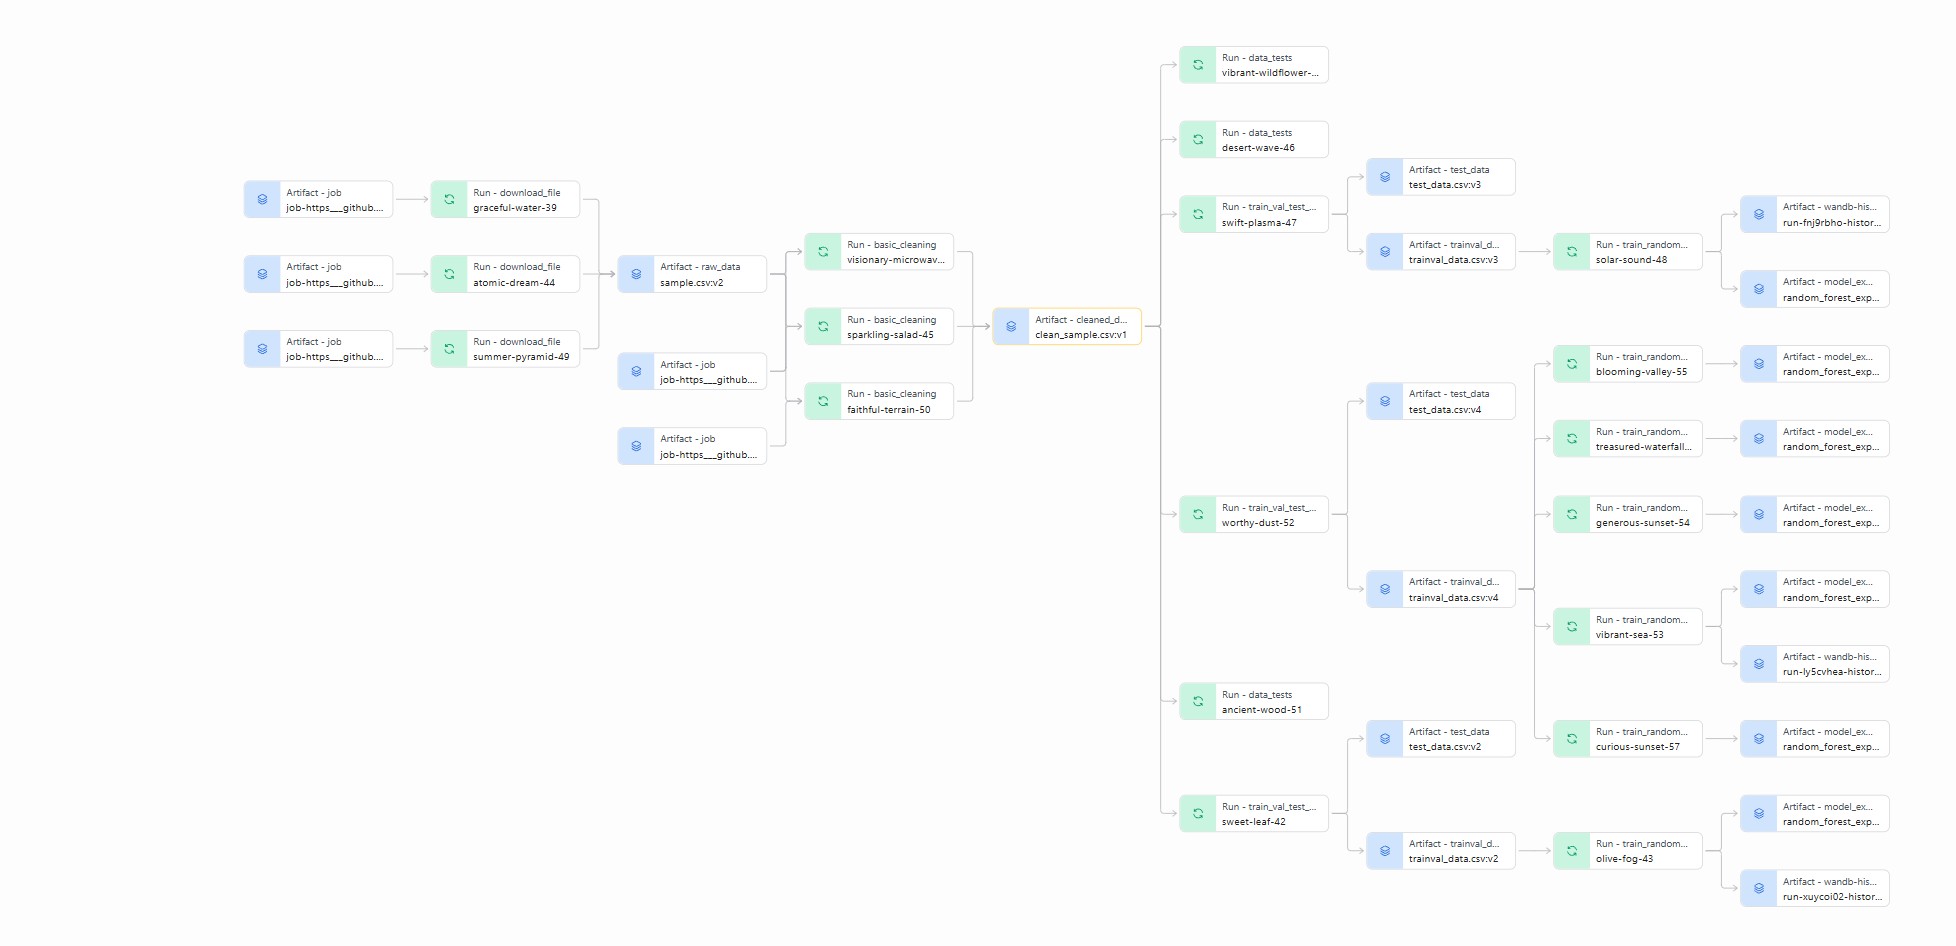 Artifact - job
job-https___github....
Run - download_file
graceful-water-39
Artifact - job
job-https___github....
Run - download_file
atomic-dream-44
Artifact - job
job-https___github....
Run - download_file
summer-pyramid-49
Artifact - raw_data
sample.csv:v2
Artifact - job
job-https___github....
Artifact - job
job-https___github....
Run - basic_cleaning
visionary-microwav...
Run - basic_cleaning
sparkling-salad-45
Run - basic_cleaning
faithful-terrain-50
Artifact - cleaned_d...
clean_sample.csv:v1
Run - data_tests
vibrant-wildflower-...
Run - data_tests
desert-wave-46
Run - train_val_test_...
swift-plasma-47
Run - train_val_test_...
worthy-dust-52
Run - data_tests
ancient-wood-51
Run - train_val_test_...
sweet-leaf-42
Artifact - test_data
test_data.csv:v3
Artifact - trainval_d...
trainval_data.csv:v3
Artifact - test_data
test_data.csv:v4
Artifact - trainval_d...
trainval_data.csv:v4
Artifact - test_data
test_data.csv:v2
Artifact - trainval_d...
trainval_data.csv:v2
Run - train_random...
solar-sound-48
Run - train_random...
blooming-valley-55
Run - train_random...
treasured-waterfall...
Run - train_random...
generous-sunset-54
Run - train_random...
vibrant-sea-53
Run - train_random...
curious-sunset-57
Run - train_random...
olive-fog-43
Artifact - wandb-his...
run-fnj9rbho-histor...
Artifact - model_ex...
random_forest_exp...
Artifact - model_ex...
random_forest_exp...
Artifact - model_ex...
random_forest_exp...
Artifact - model_ex...
random_forest_exp...
Artifact - model_ex...
random_forest_exp...
Artifact - wandb-his...
run-ly5cvhea-histor...
Artifact - model_ex...
random_forest_exp...
Artifact - model_ex...
random_forest_exp...
Artifact - wandb-his...
run-xuycoi02-histor...